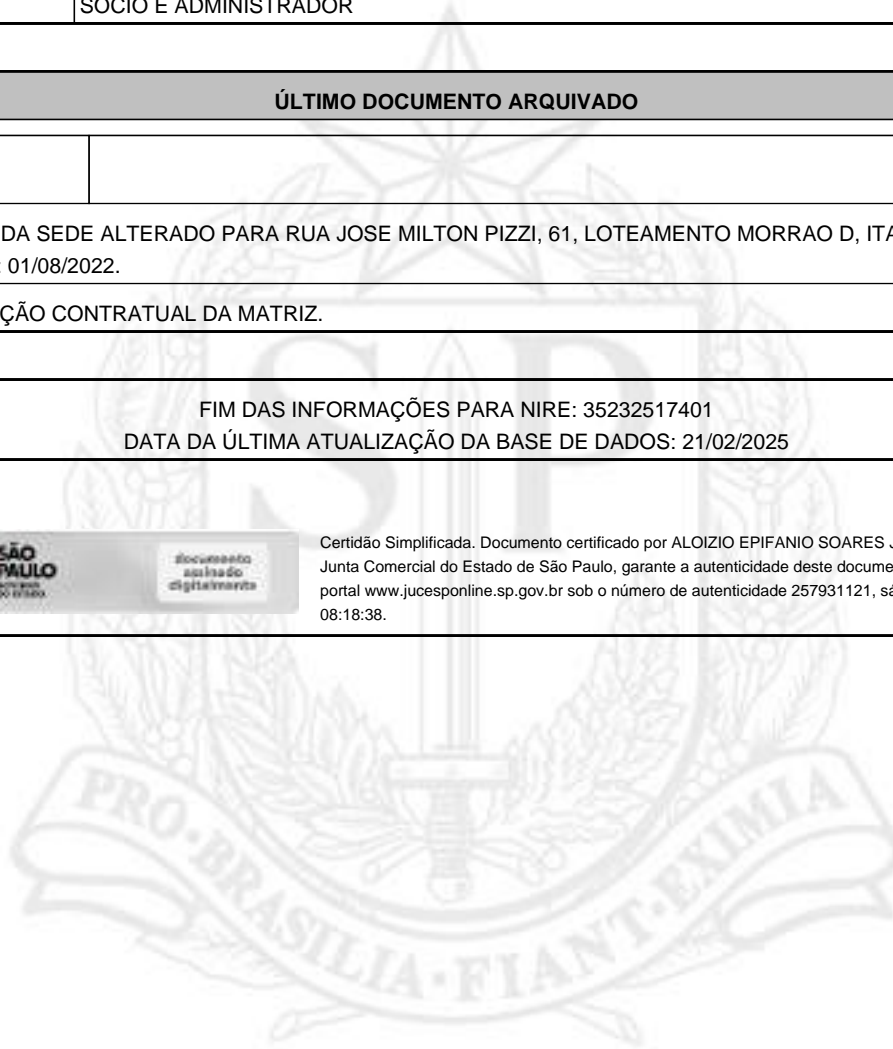 SÓCIO E ADMINISTRADOR
ÚLTIMO DOCUMENTO ARQUIVADO
DA SEDE ALTERADO PARA RUA JOSE MILTON PIZZI, 61, LOTEAMENTO MORRAO D, ITA
: 01/08/2022.
ÇÃO CONTRATUAL DA MATRIZ.
FIM DAS INFORMAÇÕES PARA NIRE: 35232517401
DATA DA ÚLTIMA ATUALIZAÇÃO DA BASE DE DADOS: 21/02/2025
SÃO
PAULO
documento
assinado
digitalmente
Certidão Simplificada. Documento certificado por ALOIZIO EPIFANIO SOARES J
Junta Comercial do Estado de São Paulo, garante a autenticidade deste docume
portal www.jucesponline.sp.gov.br sob o número de autenticidade 257931121, sá
08:18:38.
SP
PRO·BRASILIA·FIANT·EXIMIA